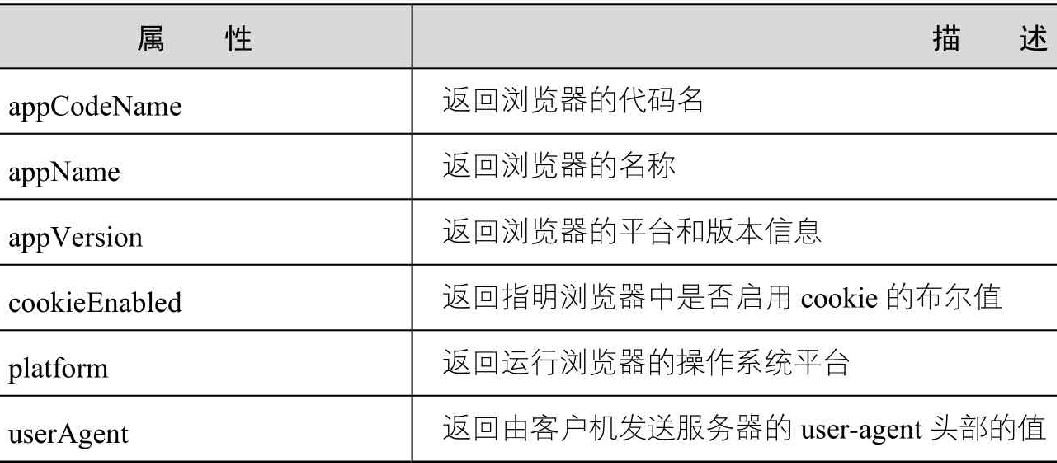 属 性 描 述
appCodeName 返回浏览器的代码名
appName 返回浏览器的名称
appVersion 返回浏览器的平台和版本信息
cookieEnabled 返回指明浏览器中是否启用 cookie 的布尔值
platform 返回运行浏览器的操作系统平台
userAgent 返回由客户机发送服务器的 user-agent 头部的值